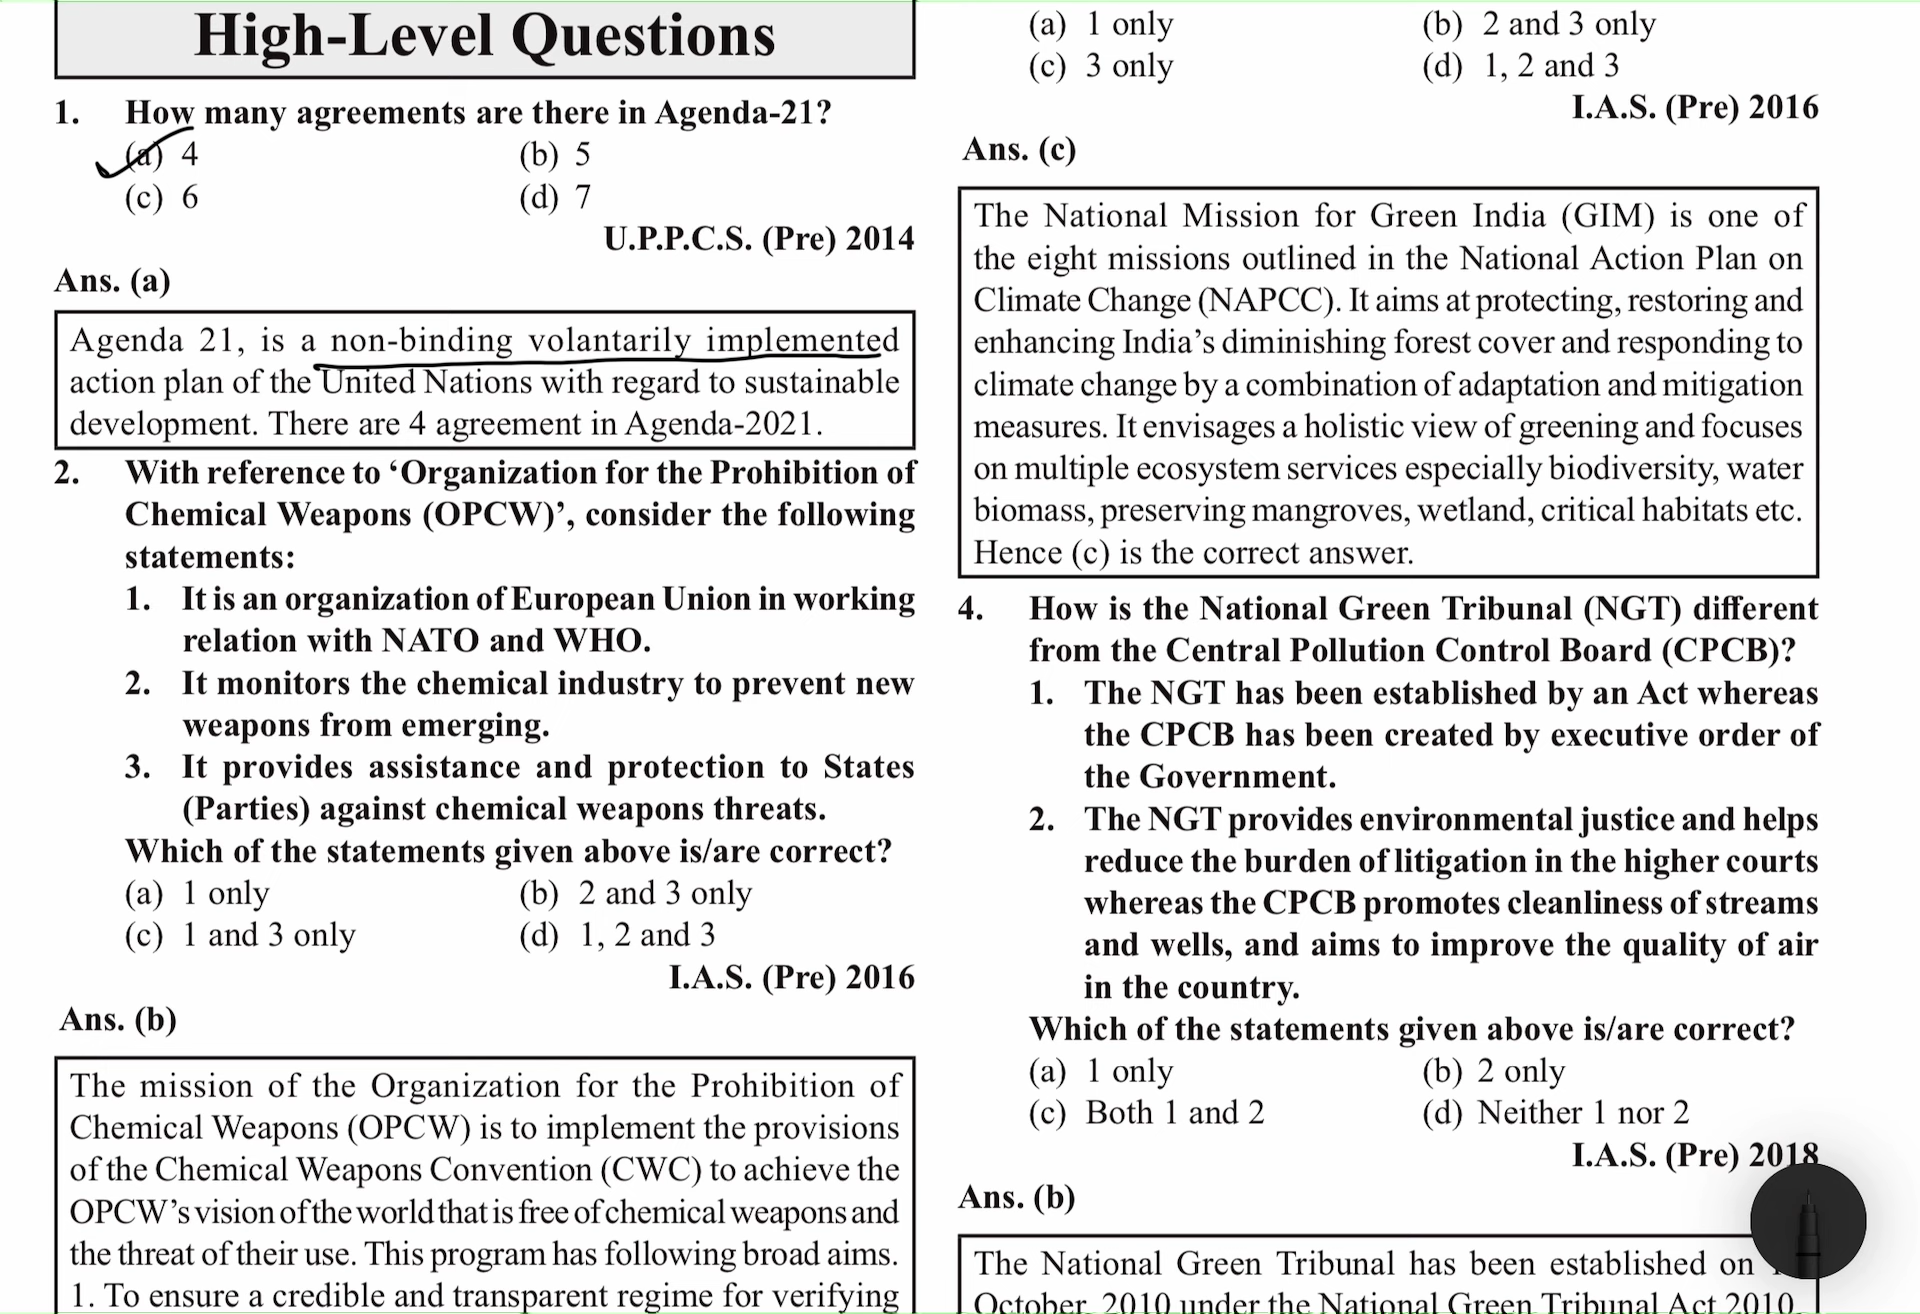 High-Level Questions
1. How many agreements are there in Agenda-21?
(a) 4 (b) 5
(c) 6 (d) 7
U.P.P.C.S. (Pre) 2014
Ans. (a)
Agenda 21, is a non-binding volantarily implemented
action plan of the United Nations with regard to sustainable
development. There are 4 agreement in Agenda-2021.
2. With reference to ‘Organization for the Prohibition of
Chemical Weapons (OPCW)’, consider the following
statements:
1. It is an organization of European Union in working
relation with NATO and WHO.
2. It monitors the chemical industry to prevent new
weapons from emerging.
3. It provides assistance and protection to States
(Parties) against chemical weapons threats.
Which of the statements given above is/are correct?
(a) 1 only (b) 2 and 3 only
(c) 1 and 3 only (d) 1, 2 and 3
I.A.S. (Pre) 2016
Ans. (b)
The mission of the Organization for the Prohibition of
Chemical Weapons (OPCW) is to implement the provisions
of the Chemical Weapons Convention (CWC) to achieve the
OPCW’s vision of the world that is free of chemical weapons and
the threat of their use. This program has following broad aims.
1. To ensure a credible and transparent regime for verifying
(a) 1 only (b) 2 and 3 only
(c) 3 only (d) 1, 2 and 3
I.A.S. (Pre) 2016
Ans. (c)
The National Mission for Green India (GIM) is one of
the eight missions outlined in the National Action Plan on
Climate Change (NAPCC). It aims at protecting, restoring and
enhancing India’s diminishing forest cover and responding to
climate change by a combination of adaptation and mitigation
measures. It envisages a holistic view of greening and focuses
on multiple ecosystem services especially biodiversity, water
biomass, preserving mangroves, wetland, critical habitats etc.
Hence (c) is the correct answer.
4. How is the National Green Tribunal (NGT) different
from the Central Pollution Control Board (CPCB)?
1. The NGT has been established by an Act whereas
the CPCB has been created by executive order of
the Government.
2. The NGT provides environmental justice and helps
reduce the burden of litigation in the higher courts
whereas the CPCB promotes cleanliness of streams
and wells, and aims to improve the quality of air
in the country.
Which of the statements given above is/are correct?
(a) 1 only (b) 2 only
(c) Both 1 and 2 (d) Neither 1 nor 2
I.A.S. (Pre) 2018
Ans. (b)
The National Green Tribunal has been established on
October, 2010 under the National Green Tribunal Act 2010.